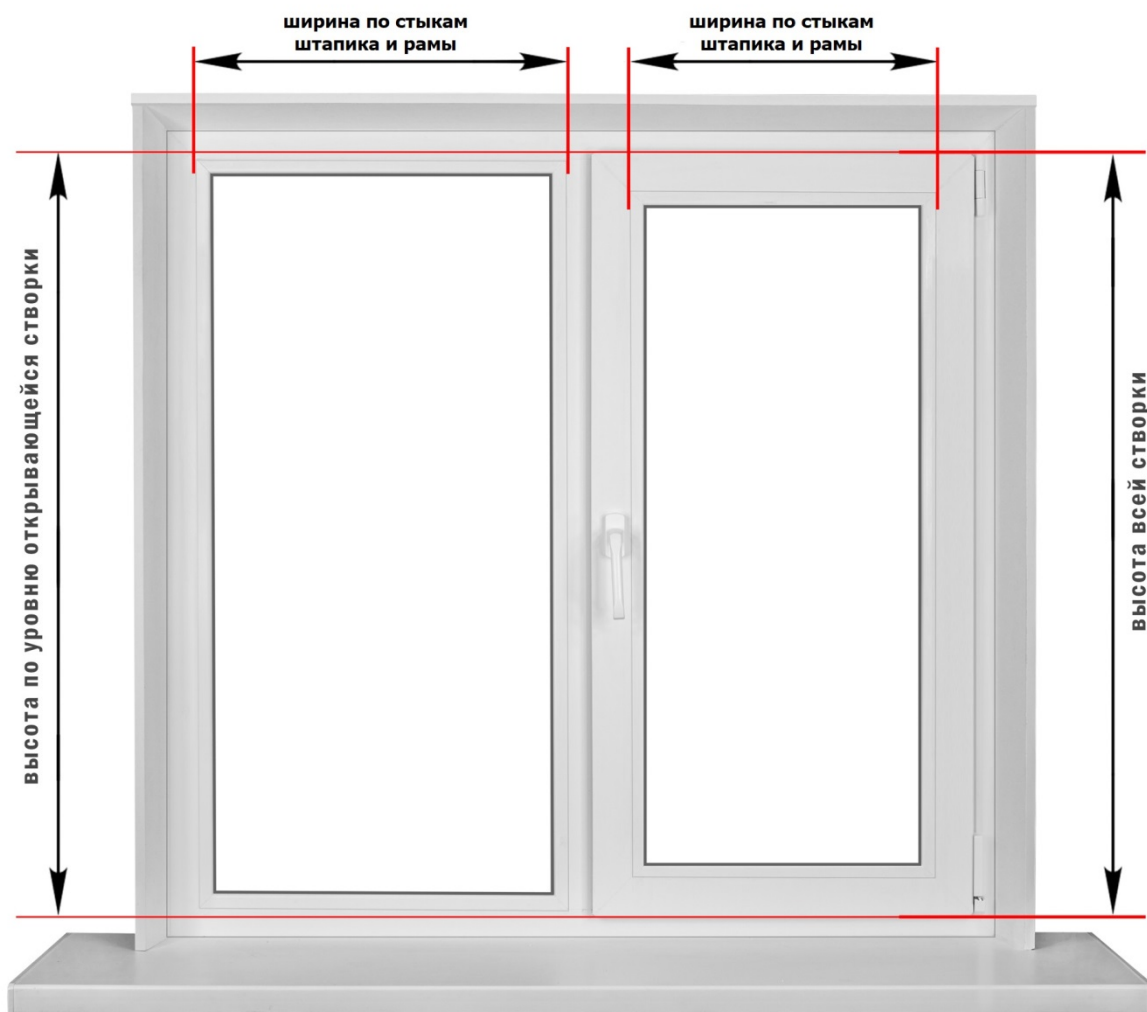 ширина по стыкам
штапика и рамы
ширина по стыкам
штапика и рамы
высота по уровню открывающейся створки
высота всей створки